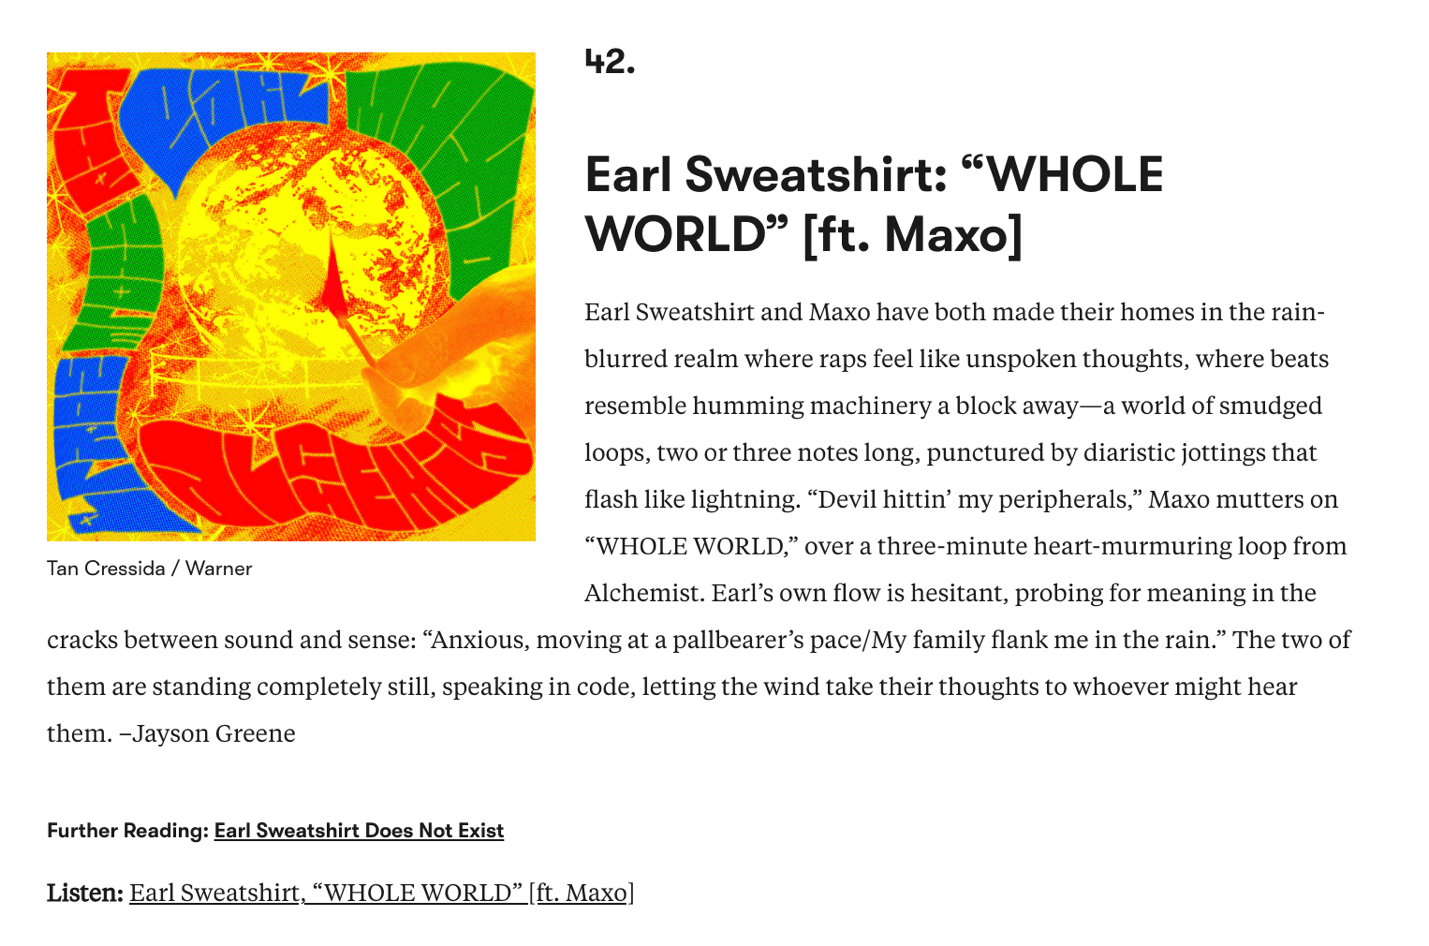 EARL
MAXO
ALCHEMIST
42.
Earl Sweatshirt: “WHOLE
WORLD” [ft. Maxo]
Earl Sweatshirt and Maxo have both made their homes in the rain-
blurred realm where raps feel like unspoken thoughts, where beats
resemble humming machinery a block away—a world of smudged
loops, two or three notes long, punctured by diaristic jottings that
flash like lightning. “Devil hittin’ my peripherals,” Maxo mutters on
“WHOLE WORLD,” over a three-minute heart-murmuring loop from
Alchemist. Earl’s own flow is hesitant, probing for meaning in the
Tan Cressida / Warner
cracks between sound and sense: “Anxious, moving at a pallbearer’s pace/My family flank me in the rain.” The two of
them are standing completely still, speaking in code, letting the wind take their thoughts to whoever might hear
them. –Jayson Greene
Further Reading: Earl Sweatshirt Does Not Exist
Listen: Earl Sweatshirt, “WHOLE WORLD” [ft. Maxo]